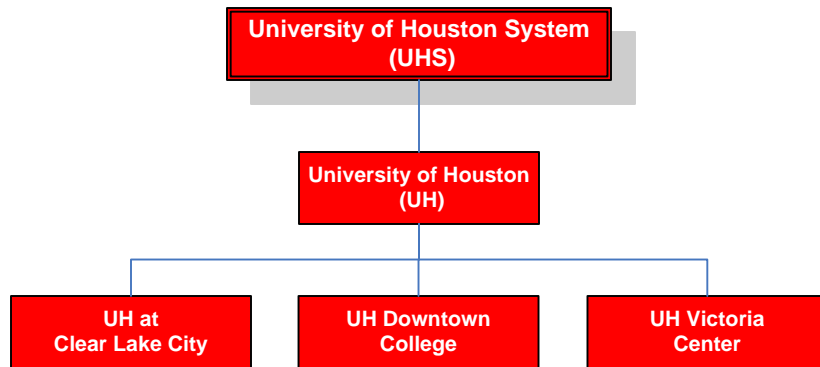 University of Houston System
(UHS)
University of Houston
(UH)
UH at
Clear Lake City
UH Downtown
College
UH Victoria
Center